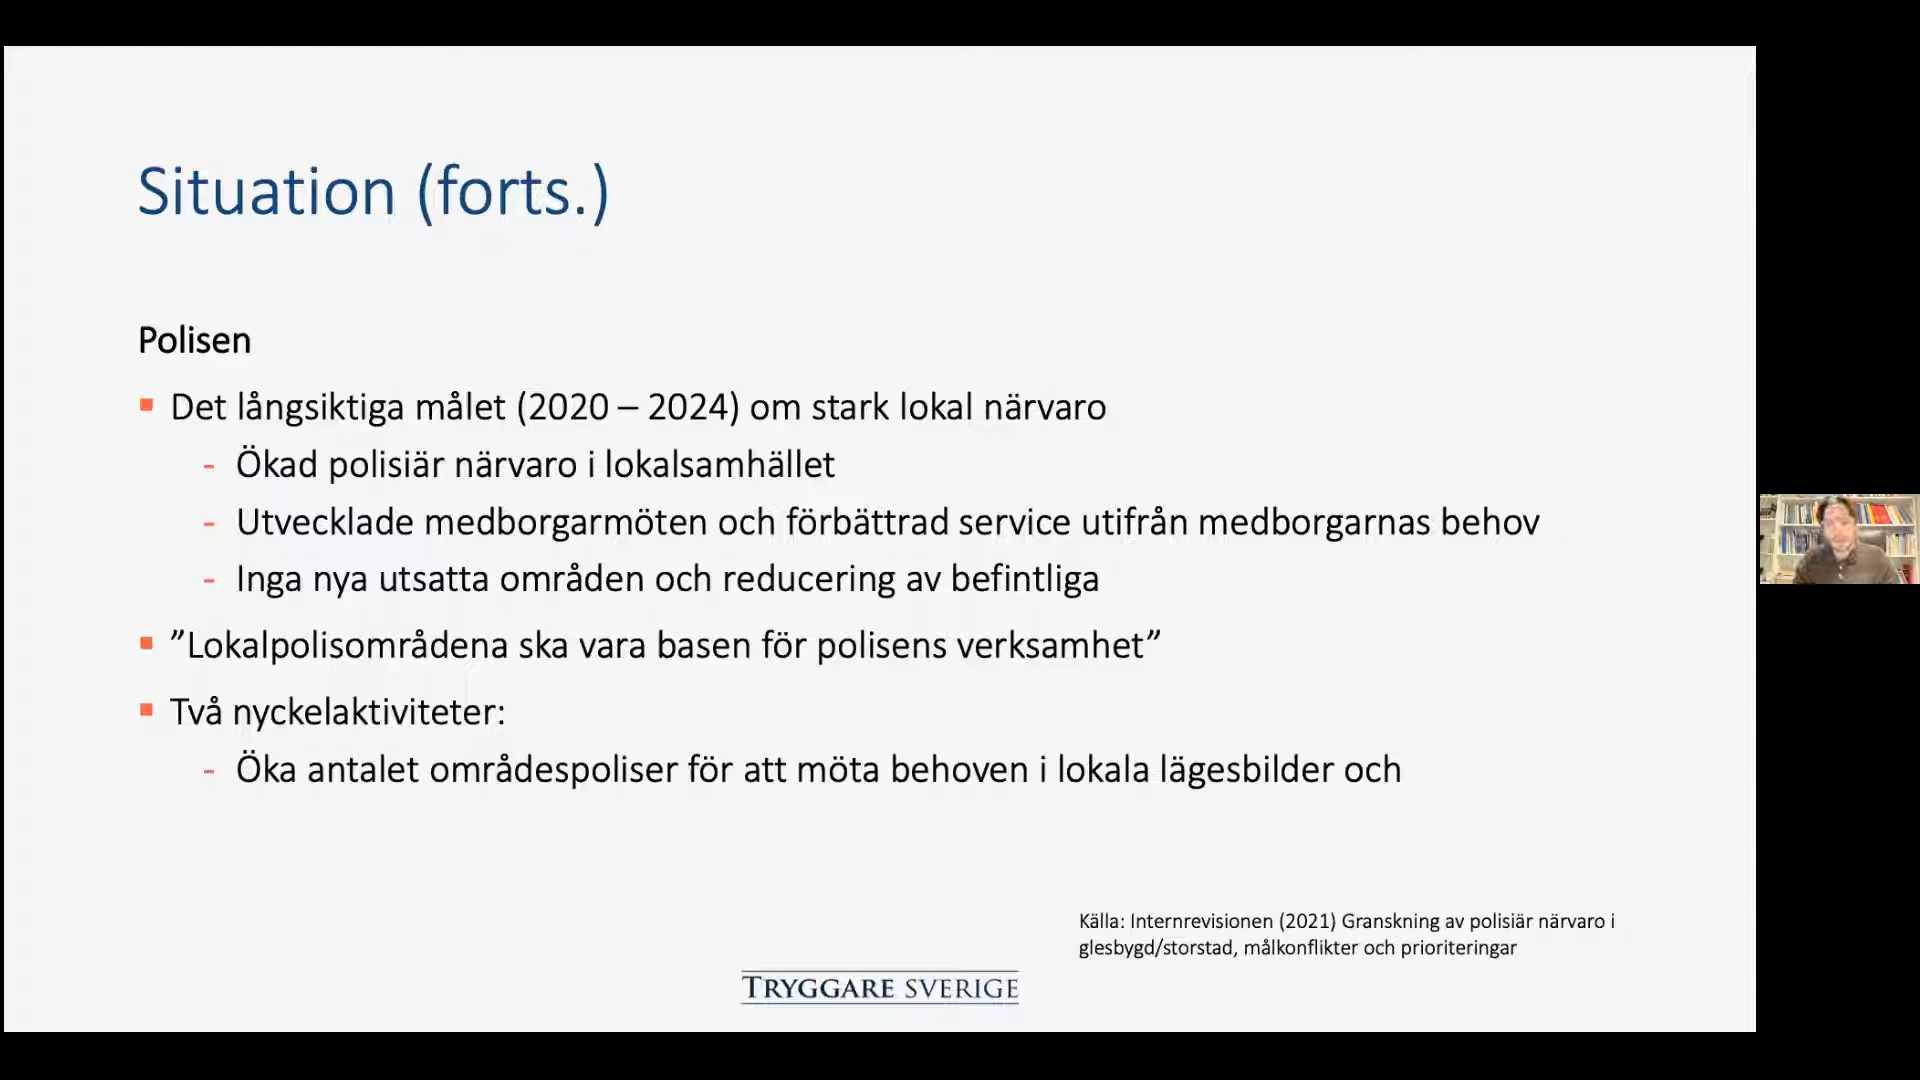 Situation (forts.)
Polisen
▪ Det långsiktiga målet (2020 – 2024) om stark lokal närvaro
- Ökad polisiär närvaro i lokalsamhället
- Utvecklade medborgarmöten och förbättrad service utifrån medborgarnas behov
- Inga nya utsatta områden och reducering av befintliga
▪ ”Lokalpolisområdena ska vara basen för polisens verksamhet”
▪ Två nyckelaktiviteter:
- Öka antalet områdespoliser för att möta behoven i lokala lägesbilder och
Källa: Internrevisionen (2021) Granskning av polisiär närvaro i
glesbygd/storstad, målkonflikter och prioriteringar
TRYGGARE SVERIGE